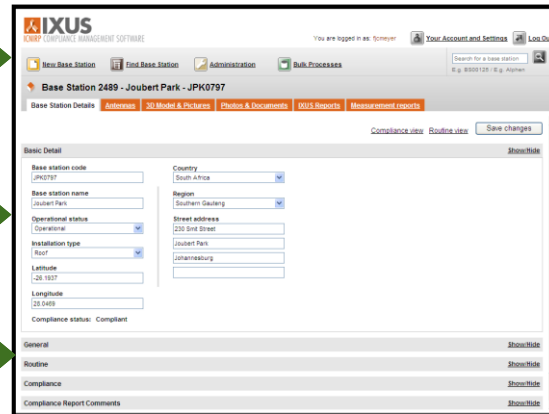 IXUS
ICNIRP COMPLIANCE MANAGEMENT SOFTWARE
You are logged in as: fjcmeyer
Your Account and Settings
Log Ou
New Base Station
Find Base Station
Administration
Bulk Processes
Search for a base station
E.g. BS00125 / E.g. Alphen
Base Station 2489 - Joubert Park - JPK0797
Base Station Details
Antennas
3D Model & Pictures
Photos & Documents
IXUS Reports
Measurement reports
Compliance view
Routine view
Save changes
Basic Detail
Show/Hide
Base station code
JPK0797
Base station name
Joubert Park
Operational status
Operational
Installation type
Roof
Latitude
-26.1937
Longitude
28.0469
Compliance status: Compliant
Country
South Africa
Region
Southern Gauteng
Street address
230 Smit Street
Joubert Park
Johannesburg
General
Show/Hide
Routine
Show/Hide
Compliance
Show/Hide
Compliance Report Comments
Show/Hide